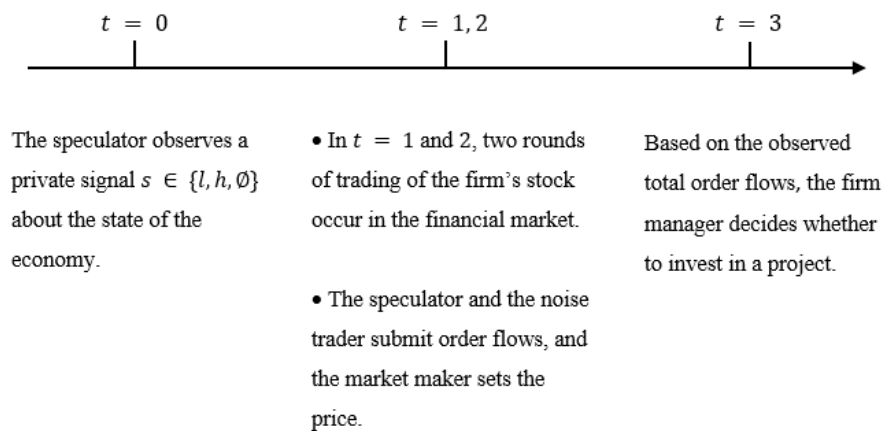 t = 0
t = 1,2
t = 3
The speculator observes a
private signal s ∈ {l, h, Ø}
about the state of the
economy.
• In t = 1 and 2, two rounds
of trading of the firm's stock
occur in the financial market.
• The speculator and the noise
trader submit order flows, and
the market maker sets the
price.
Based on the observed
total order flows, the firm
manager decides whether
to invest in a project.